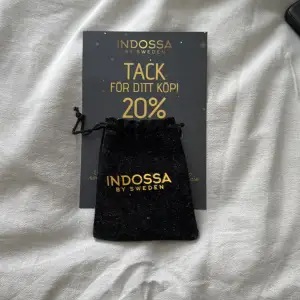 INDOSSA
BY SWEDEN
TACK
FÖR DITT KÖP!
20%
INDOSSA
BY SWEDEN